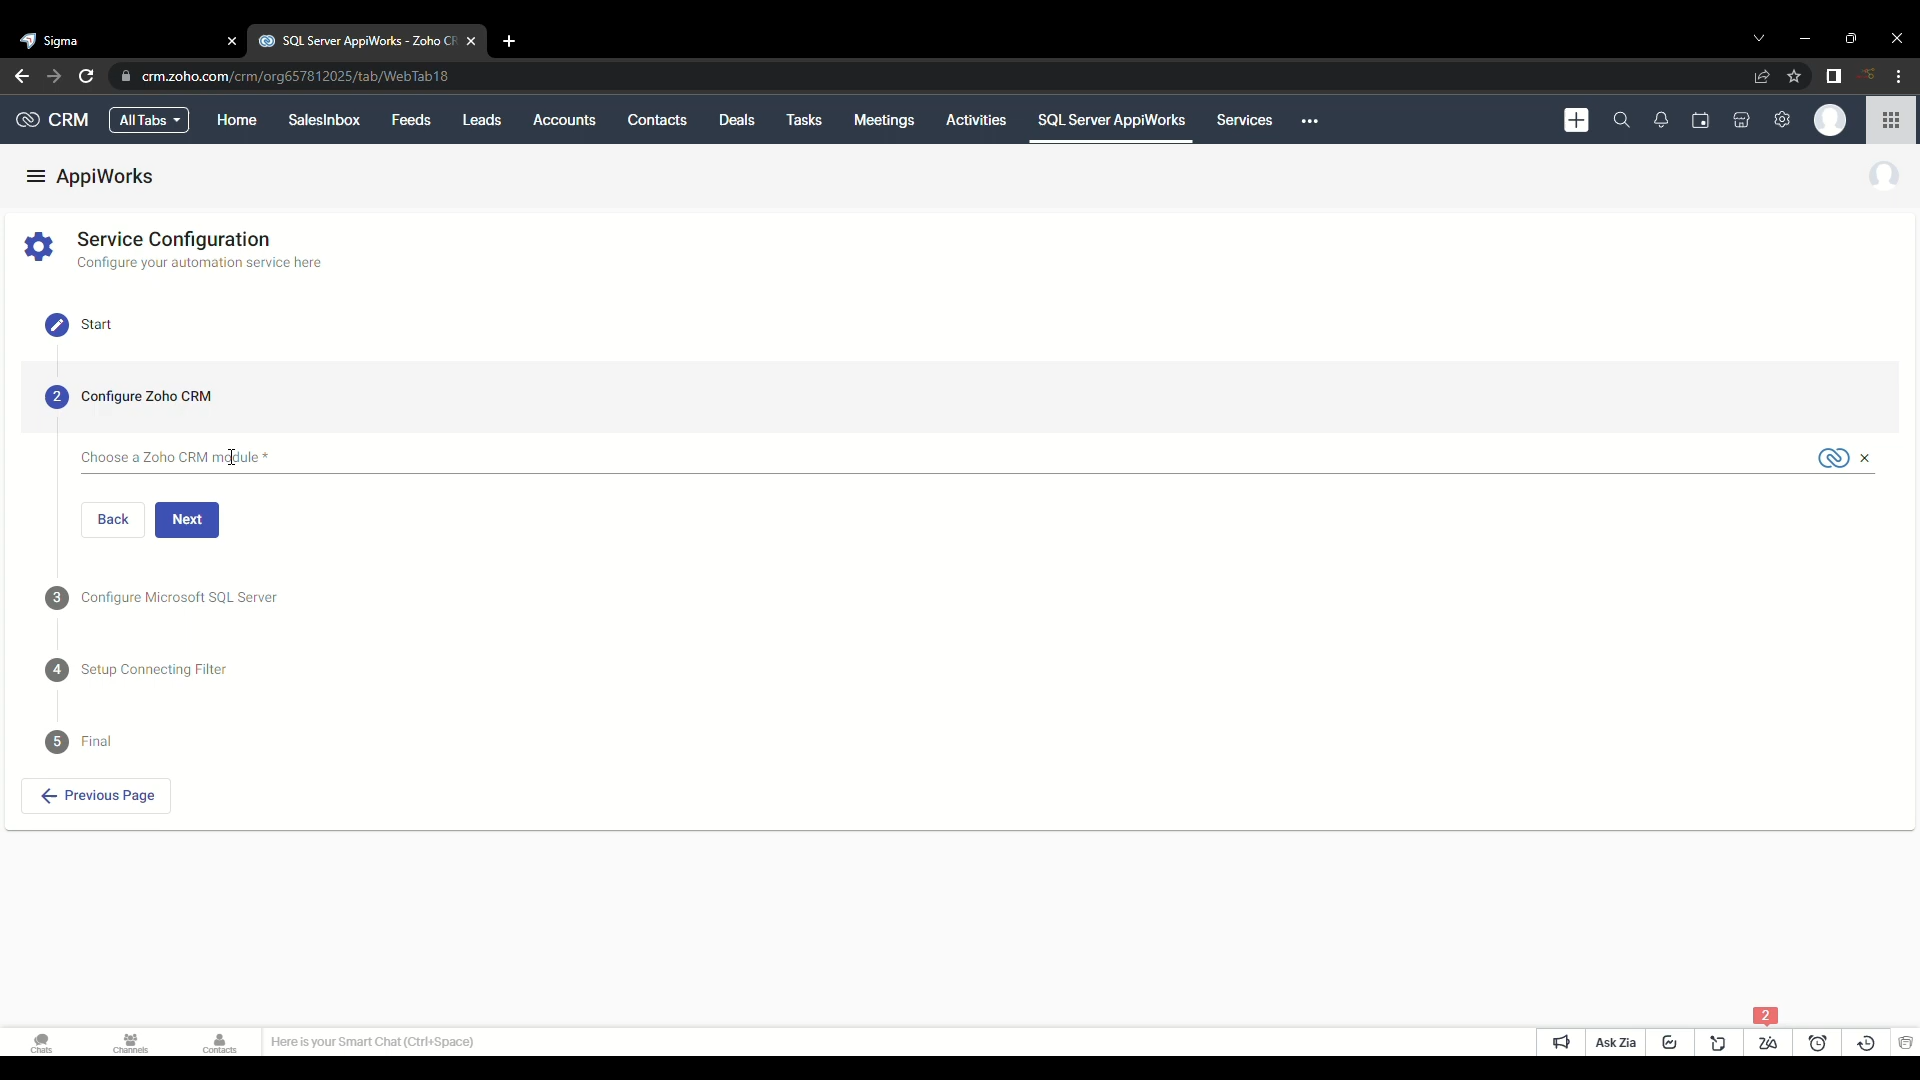 Sigma
SQL Server AppiWorks - Zoho CR
crm.zoho.com/crm/org657812025/tab/WebTab18
CRM
All Tabs
Home
SalesInbox
Feeds
Leads
Accounts
Contacts
Deals
Tasks
Meetings
Activities
SQL Server AppiWorks
Services
AppiWorks
Service Configuration
Configure your automation service here
Start
2
Configure Zoho CRM
Choose a Zoho CRM module *
Back
Next
3
Configure Microsoft SQL Server
4
Setup Connecting Filter
5
Final
Previous Page
2
Chats
Channels
Contacts
Here is your Smart Chat (Ctrl+Space)
Ask Zia